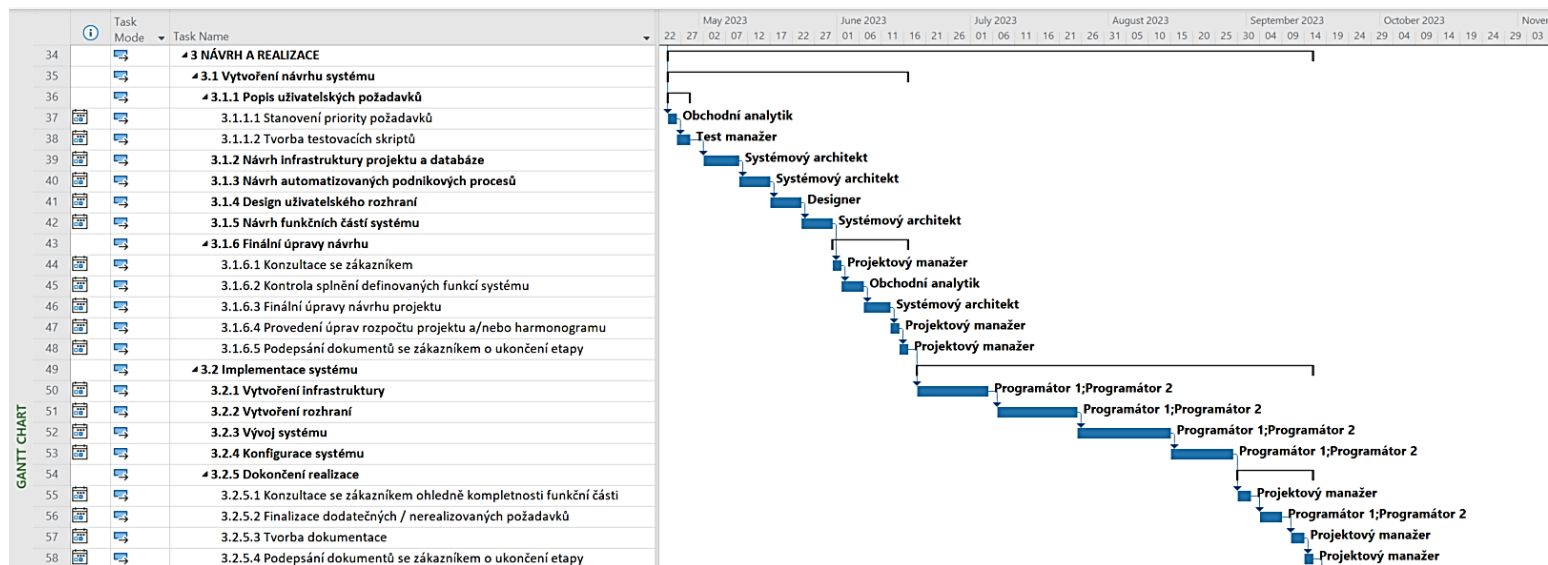 Task
Mode Task Name
May 2023 June 2023 July 2023 August 2023 September 2023 October 2023 Nover
22 27 02 07 12 17 22 27 01 06 11 16 21 26 01 06 11 16 21 26 31 05 10 15 20 25 30 04 09 14 19 24 29 04 09 14 19 24 29 03
34 3 NÁVRH A REALIZACE
35 3.1 Vytvoření návrhu systému
36 3.1.1 Popis uživatelských požadavků
37 3.1.1.1 Stanovení priority požadavků Obchodní analytik
38 3.1.1.2 Tvorba testovacích skriptů Test manažer
39 3.1.2 Návrh infrastruktury projektu a databáze Systémový architekt
40 3.1.3 Návrh automatizovaných podnikových procesů Systémový architekt
41 3.1.4 Design uživatelského rozhraní Designer
42 3.1.5 Návrh funkčních částí systému Systémový architekt
43 3.1.6 Finální úpravy návrhu
44 3.1.6.1 Konzultace se zákazníkem Projektový manažer
45 3.1.6.2 Kontrola splnění definovaných funkcí systému Obchodní analytik
46 3.1.6.3 Finální úpravy návrhu projektu Systémový architekt
47 3.1.6.4 Provedení úprav rozpočtu projektu a/nebo harmonogramu Projektový manažer
48 3.1.6.5 Podepsání dokumentů se zákazníkem o ukončení etapy Projektový manažer
49 3.2 Implementace systému
50 3.2.1 Vytvoření infrastruktury Programátor 1;Programátor 2
51 3.2.2 Vytvoření rozhraní Programátor 1;Programátor 2
52 3.2.3 Vývoj systému Programátor 1;Programátor 2
53 3.2.4 Konfigurace systému Programátor 1;Programátor 2
54 3.2.5 Dokončení realizace
55 3.2.5.1 Konzultace se zákazníkem ohledně kompletnosti funkční části Projektový manažer
56 3.2.5.2 Finalizace dodatečných / nerealizovaných požadavků Programátor 1;Programátor 2
57 3.2.5.3 Tvorba dokumentace Projektový manažer
58 3.2.5.4 Podepsání dokumentů se zákazníkem o ukončení etapy Projektový manažer
GANTT CHART